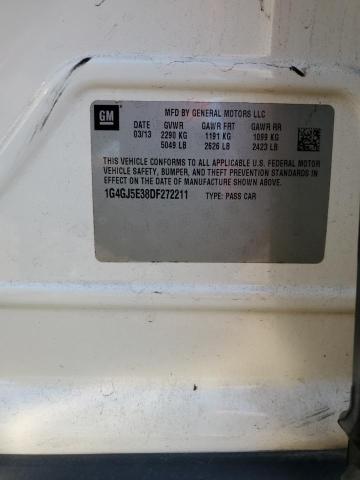 GM
MFD BY GENERAL MOTORS LLC
DATE GVWR GAWR FRT GAWR RR
03/13 2290 KG 1191 KG 1099 KG
5049 LB 2626 LB 2423 LB
THIS VEHICLE CONFORMS TO ALL APPLICABLE U.S. FEDERAL MOTOR
VEHICLE SAFETY, BUMPER, AND THEFT PREVENTION STANDARDS
IN EFFECT ON THE DATE OF MANUFACTURE SHOWN ABOVE.
1G4GJ5E38DF272211 TYPE: PASS CAR